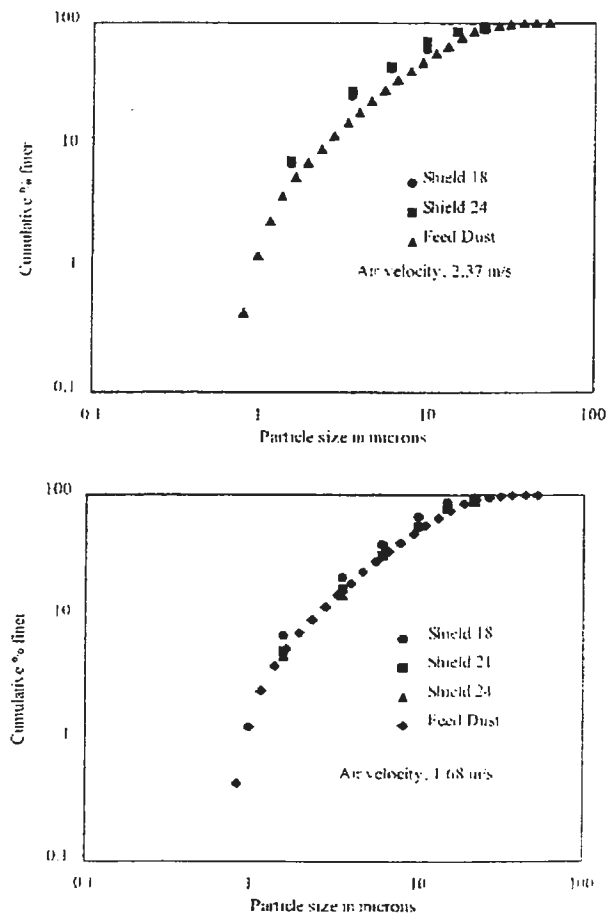 100
10
1
0.1
Cumulative % finer
Shield 18
Shield 24
Feed Dust
Air velocity, 2.37 m/s
0.1 1 10 100
Particle size in microns
100
10
1
0.1
Cumulative % finer
Shield 18
Shield 21
Shield 24
Feed Dust
Air velocity, 1.68 m/s
0.1 1 10 100
Particle size in microns